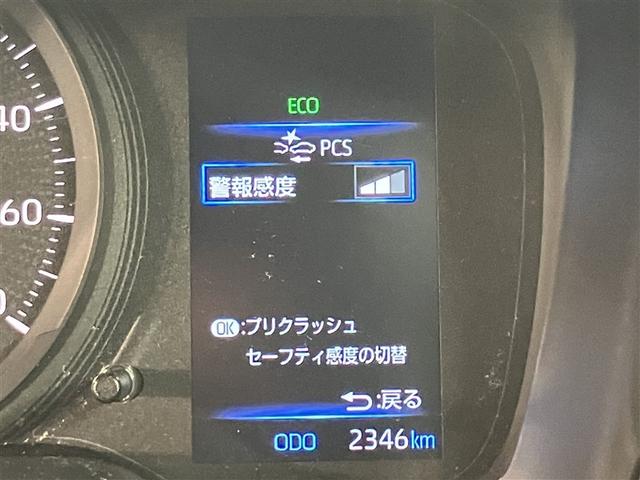 ECO
PCS
警報感度
40
60
OK:プリクラッシュ
セーフティ感度の切替
:戻る
ODO 2346km